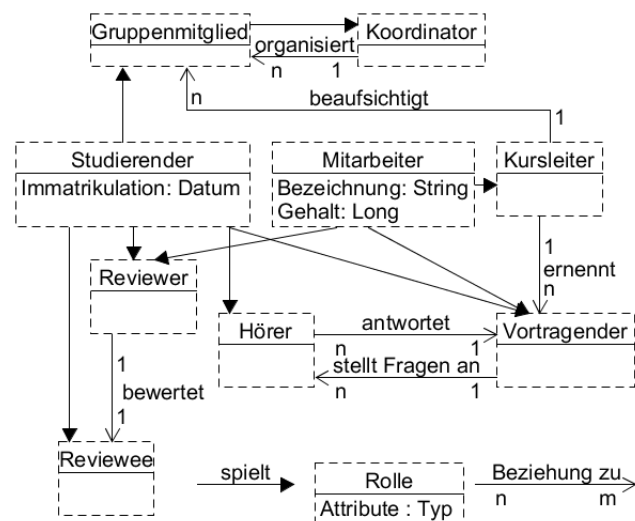 Gruppenmitglied
Koordinator
organisiert
n
1
n
beaufsichtigt
1
Studierender
Immatrikulation: Datum
Mitarbeiter
Bezeichnung: String
Gehalt: Long
Kursleiter
1
ernennt
n
Reviewer
Hörer
antwortet
n
1
Vortragender
stellt Fragen an
n
1
1
bewertet
1
Reviewee
spielt
Rolle
Attribute : Typ
Beziehung zu
n
m